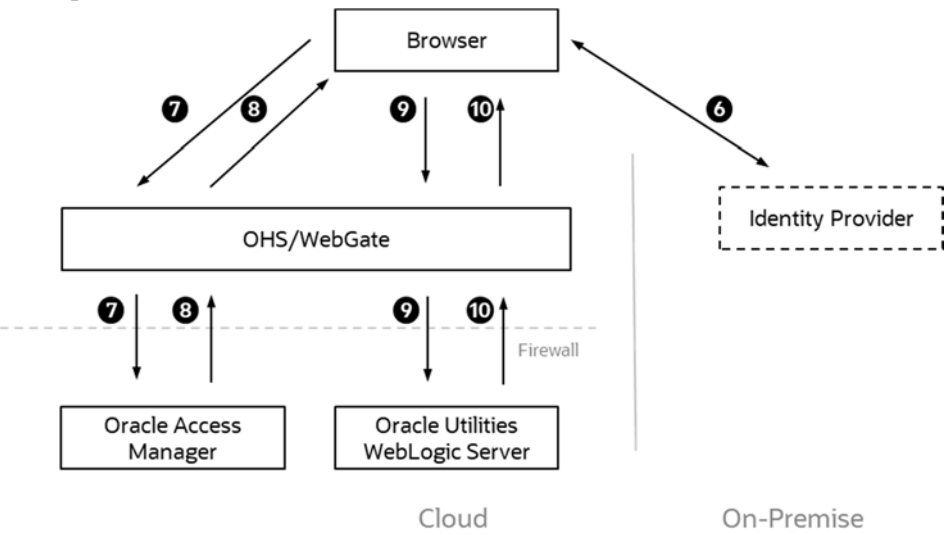 Browser
7
8
9
10
6
Identity Provider
OHS/WebGate
7
8
9
10
Firewall
Oracle Access
Manager
Oracle Utilities
WebLogic Server
Cloud
On-Premise